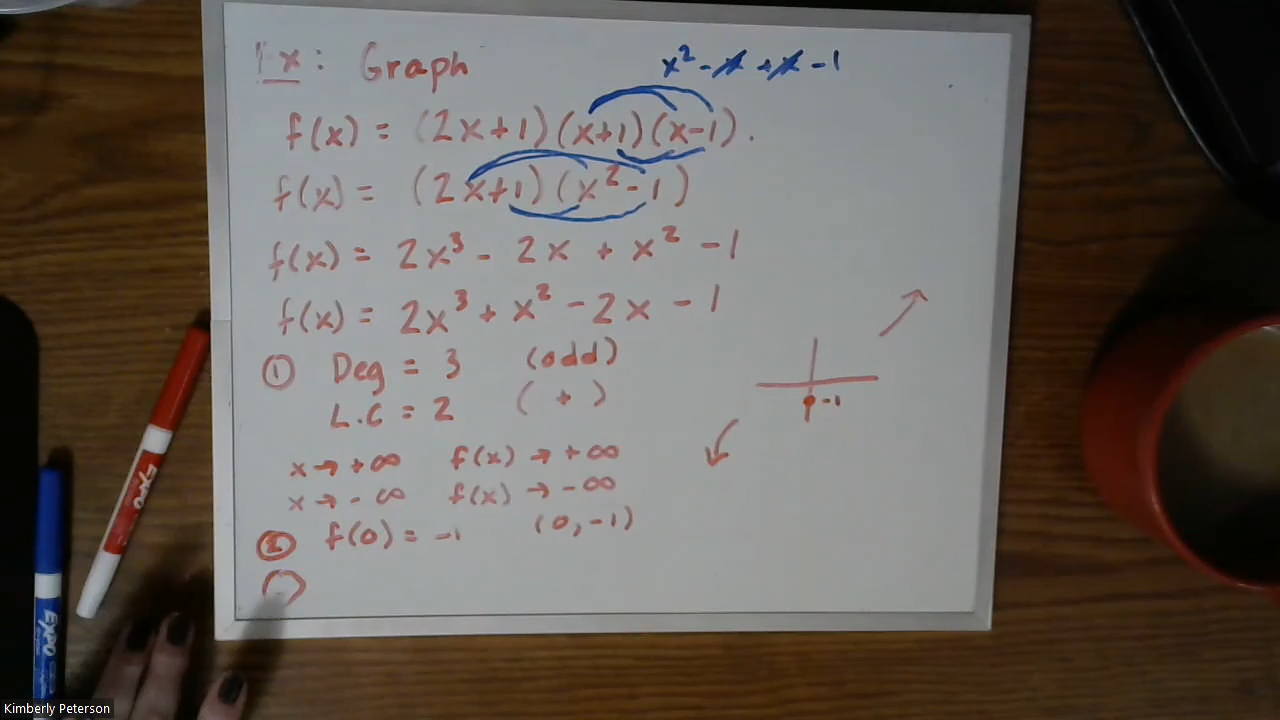 Ex: Graph
x² - x + x - 1
f(x) = (2x+1)(x+1)(x-1).
f(x) = (2x+1)(x²-1)
f(x) = 2x³ - 2x + x² - 1
f(x) = 2x³ + x² - 2x - 1
① Deg = 3 (odd)
L.C = 2 ( + )
-1
x → +∞ f(x) → +∞
x → -∞ f(x) → -∞
② f(0) = -1 (0,-1)
EXPO
EXPO
Kimberly Peterson